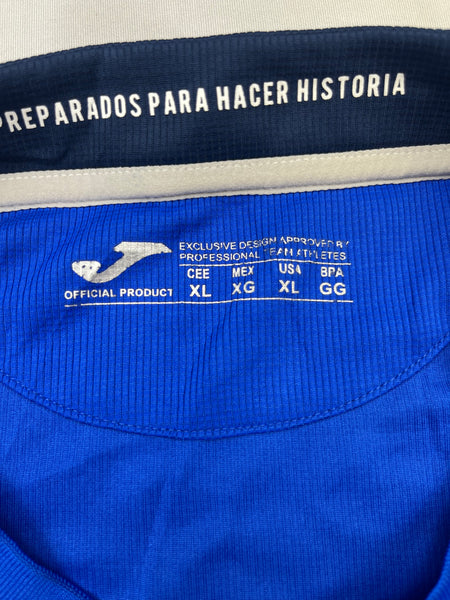 PREPARADOS PARA HACER HISTORIA
EXCLUSIVE DESIGN APPROVED BY
PROFESSIONAL TEAM ATHLETES
OFFICIAL PRODUCT
CEE MEX USA BPA
XL XG XL GG